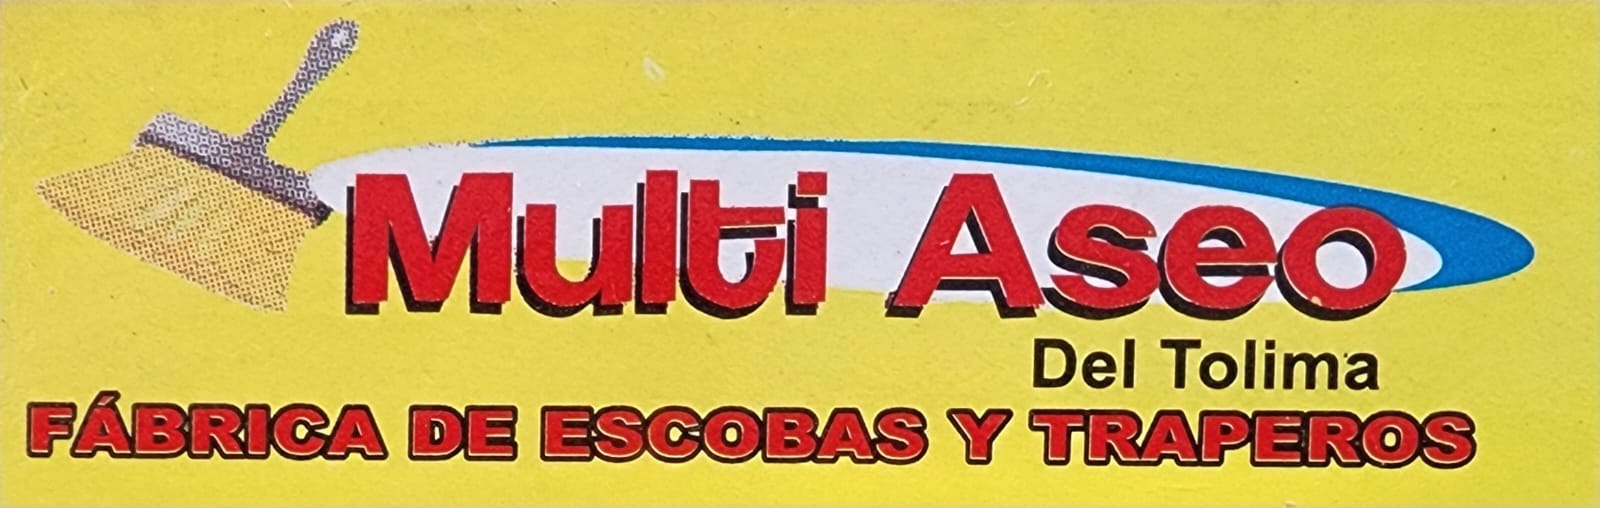 Multi Aseo
Del Tolima
FÁBRICA DE ESCOBAS Y TRAPEROS